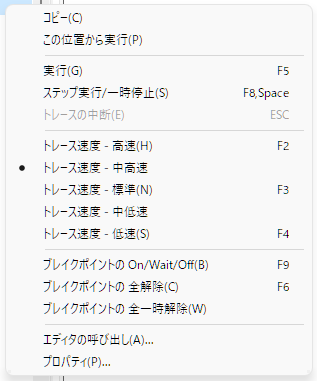 コピー(C)
この位置から実行(P)
実行(G) F5
ステップ実行/一時停止(S) F8,Space
トレースの中断(E) ESC
トレース速度 - 高速(H) F2
トレース速度 - 中高速
トレース速度 - 標準(N) F3
トレース速度 - 中低速
トレース速度 - 低速(S) F4
ブレイクポイントの On/Wait/Off(B) F9
ブレイクポイントの 全解除(C) F6
ブレイクポイントの 全一時解除(W)
エディタの呼び出し(A)...
プロパティ(P)...